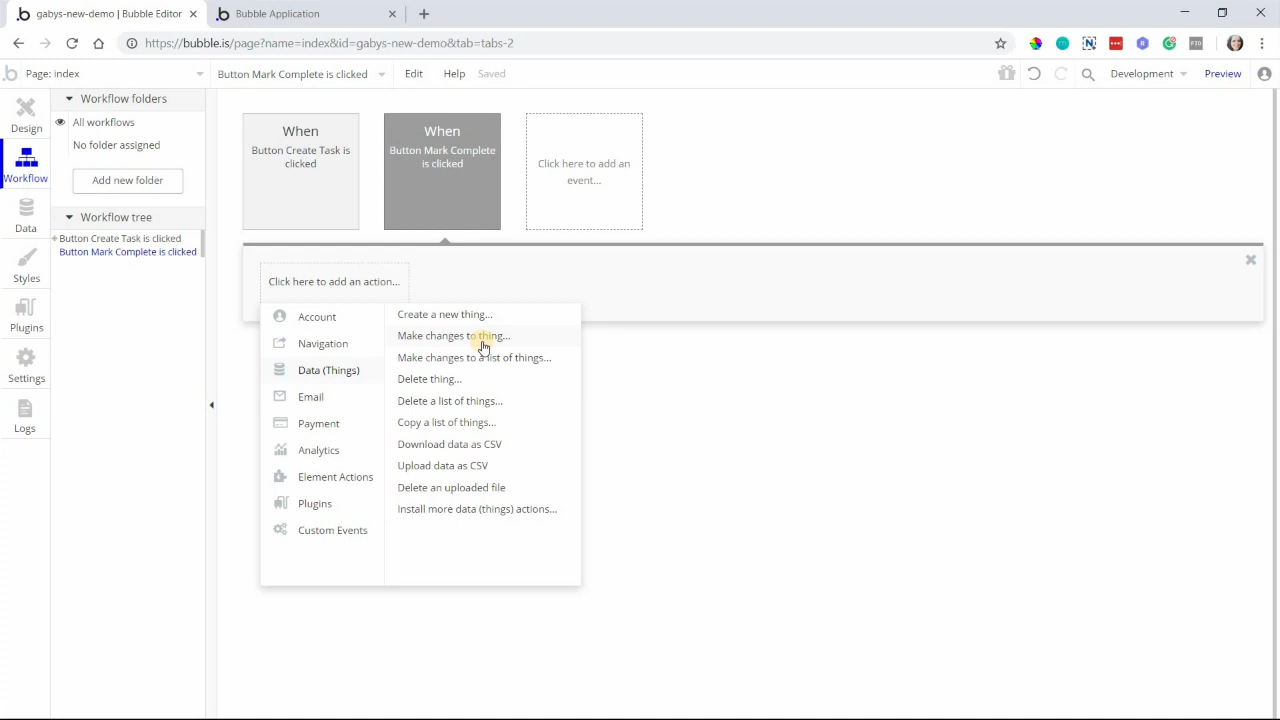 gabys-new-demo | Bubble Editor
Bubble Application
https://bubble.is/page?name=index&id=gabys-new-demo&tab=tabs-2
Page: index
Button Mark Complete is clicked
Edit
Help
Saved
Development
Preview
Design
Workflow
Data
Styles
Plugins
Settings
Logs
Workflow folders
All workflows
No folder assigned
Add new folder
Workflow tree
Button Create Task is clicked
Button Mark Complete is clicked
When
Button Create Task is
clicked
When
Button Mark Complete
is clicked
Click here to add an
event...
Click here to add an action...
Account
Navigation
Data (Things)
Email
Payment
Analytics
Element Actions
Plugins
Custom Events
Create a new thing...
Make changes to thing...
Make changes to a list of things...
Delete thing...
Delete a list of things...
Copy a list of things...
Download data as CSV
Upload data as CSV
Delete an uploaded file
Install more data (things) actions...